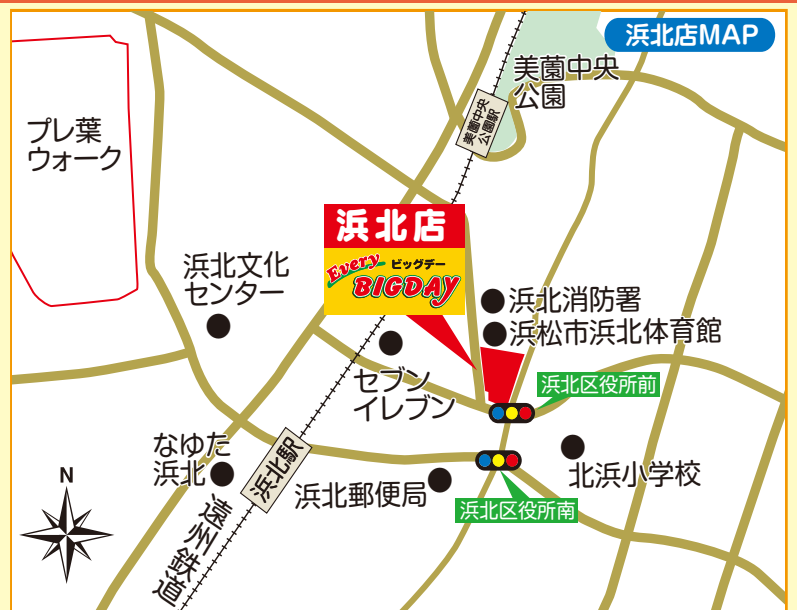 浜北店MAP
美薗中央
公園
プレ葉
ウォーク
美薗中央
公園駅
浜北店
Every
ビッグデー
BIGDAY
浜北文化
センター
浜北消防署
浜松市浜北体育館
セブン
イレブン
浜北区役所前
なゆた
浜北
浜北駅
北浜小学校
浜北郵便局
浜北区役所南
N
遠州鉄道